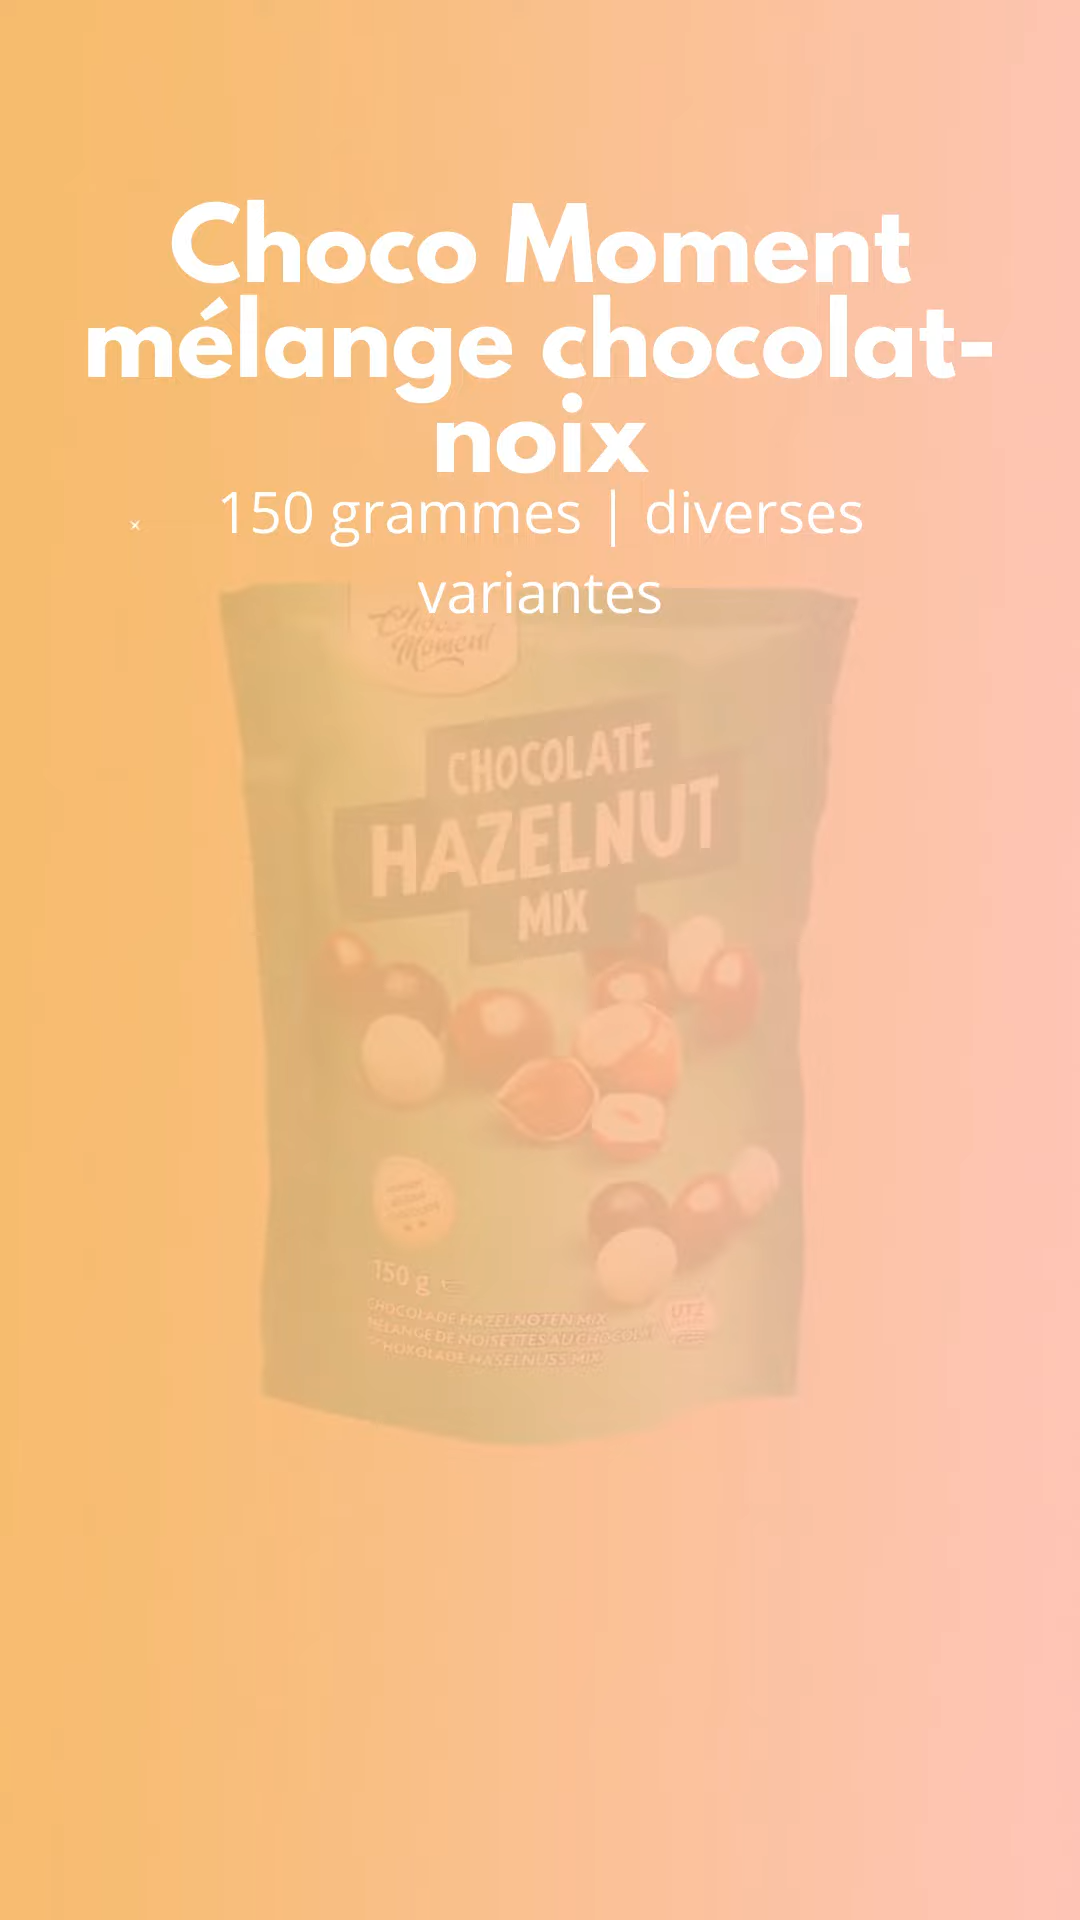 Choco Moment
mélange chocolat-
noix
150 grammes | diverses
variantes
Choco
Moment
CHOCOLATE
HAZELNUT
MIX
150 g e
CHOCOLADE HAZELNOTEN MIX
MÉLANGE DE NOISETTES AU CHOCOLAT
SCHOKOLADE HASELNUSS MIX
UTZ